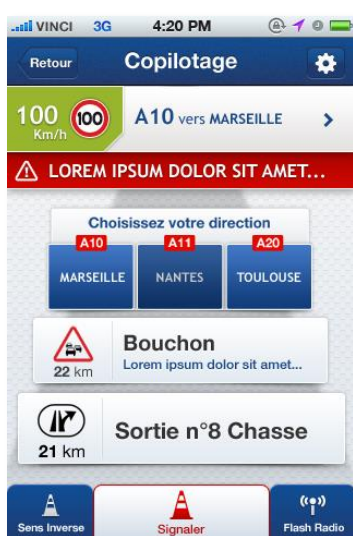 VINCI 3G 4:20 PM
Retour Copilotage
100 Km/h 100 A10 VERS MARSEILLE
LOREM IPSUM DOLOR SIT AMET...
Choisissez votre direction
A10 A11 A20
MARSEILLE NANTES TOULOUSE
Bouchon
22 km Lorem ipsum dolor sit amet...
Sortie n°8 Chasse
21 km
Sens Inverse Signaler Flash Radio